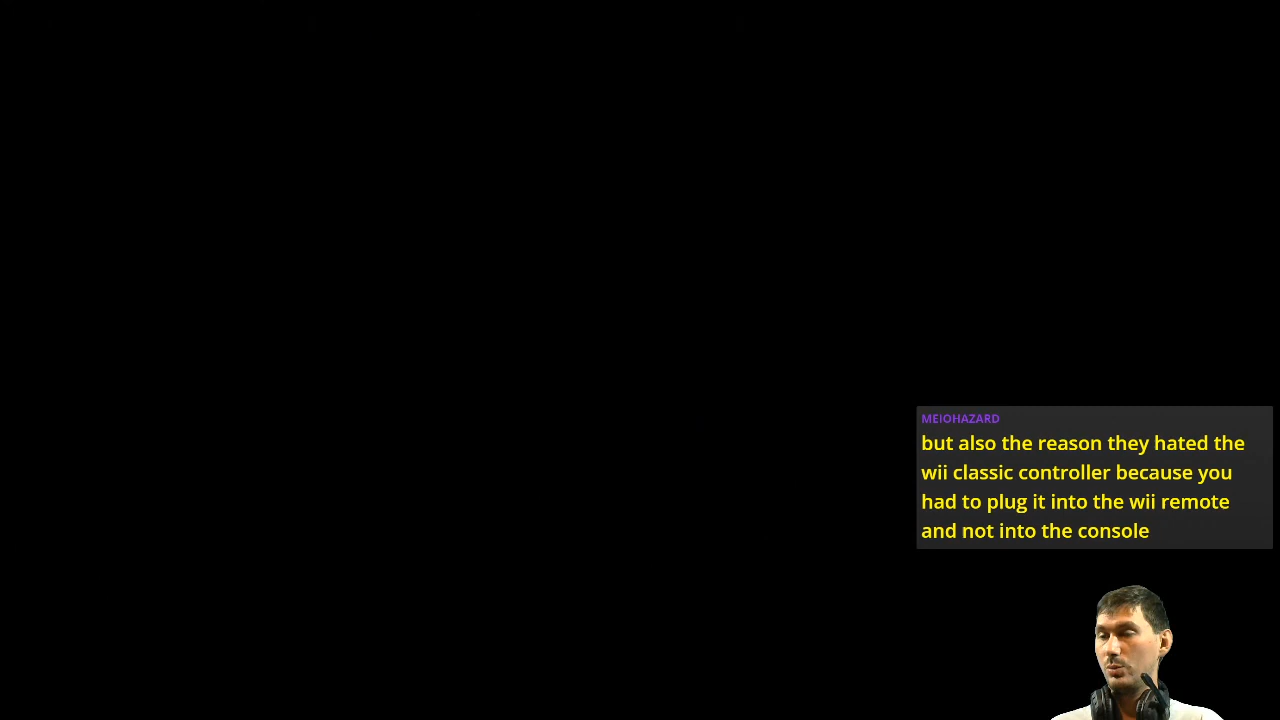 MEIOHAZARD
but also the reason they hated the
wii classic controller because you
had to plug it into the wii remote
and not into the console